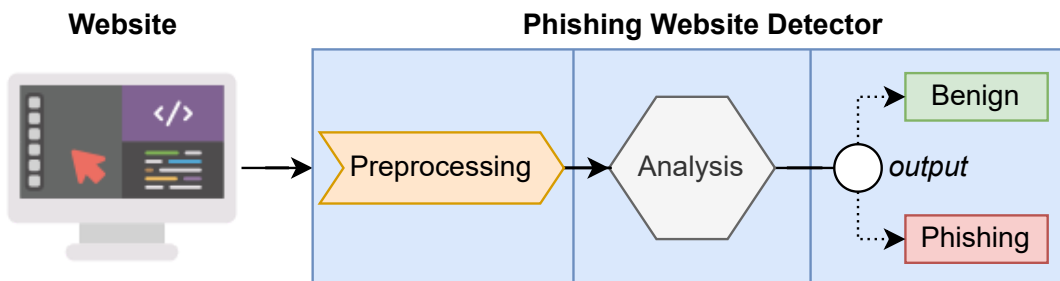 Website
Phishing Website Detector
</>
Preprocessing
Analysis
Benign
output
Phishing